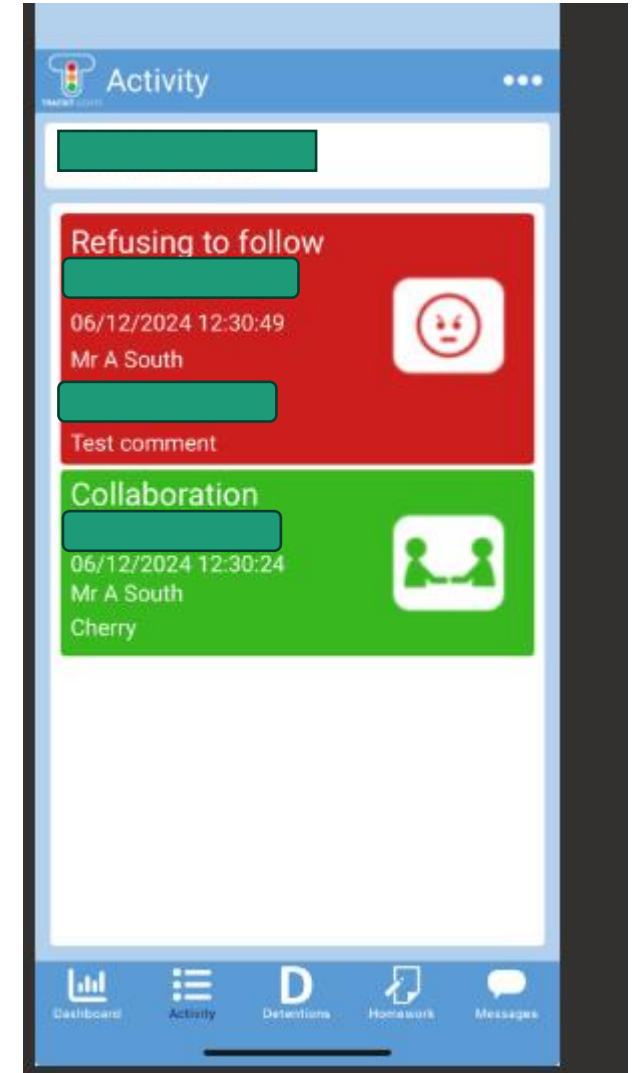 Activity
Refusing to follow
06/12/2024 12:30:49
Mr A South
Test comment
Collaboration
06/12/2024 12:30:24
Mr A South
Cherry
D
Dashboard
Activity
Detentions
Homework
Messages